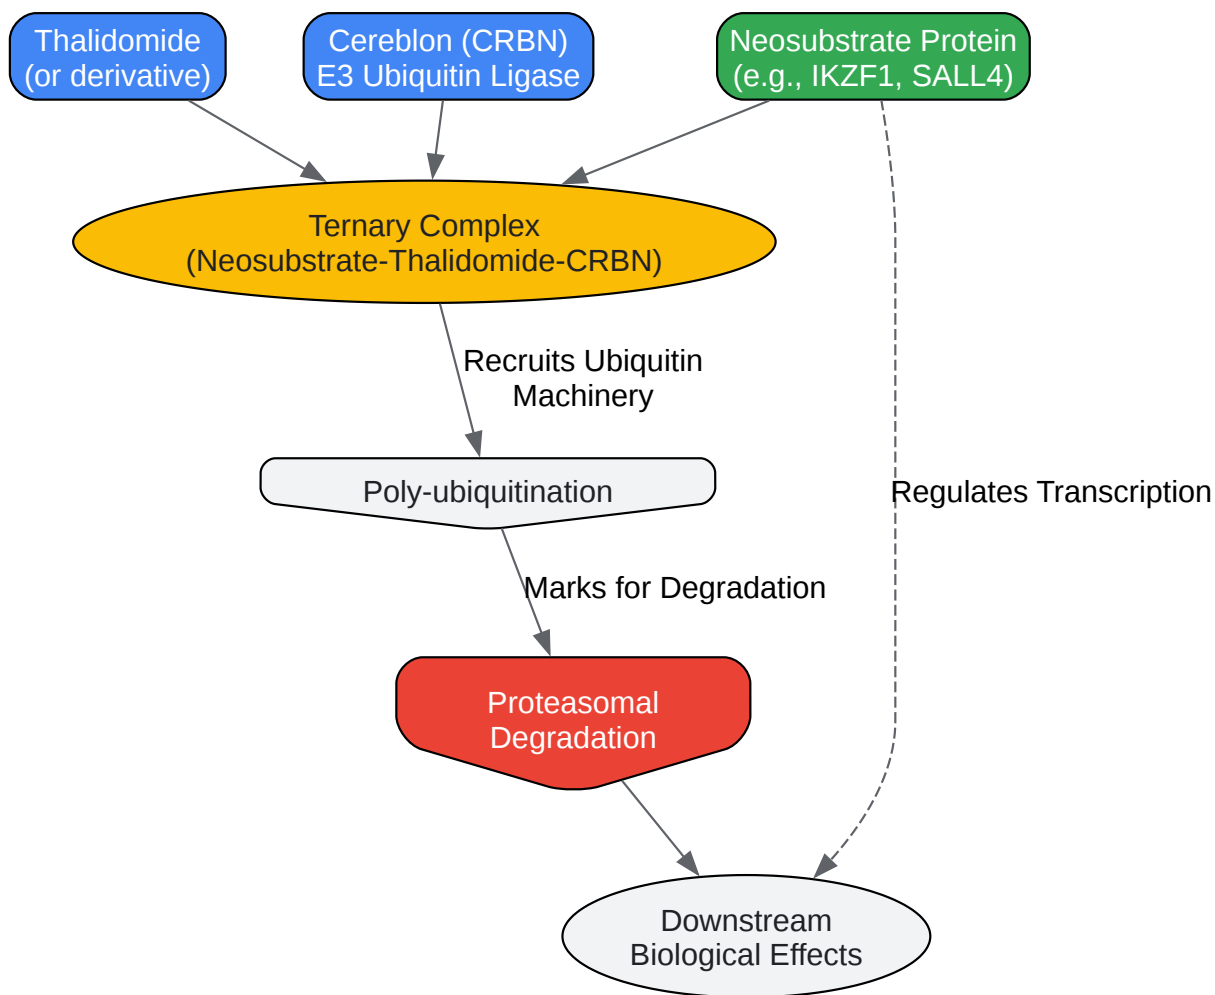 Thalidomide
(or derivative)
Cereblon (CRBN)
E3 Ubiquitin Ligase
Neosubstrate Protein
(e.g., IKZF1, SALL4)
Ternary Complex
(Neosubstrate-Thalidomide-CRBN)
Recruits Ubiquitin
Machinery
Poly-ubiquitination
Regulates Transcription
Marks for Degradation
Proteasomal
Degradation
Downstream
Biological Effects